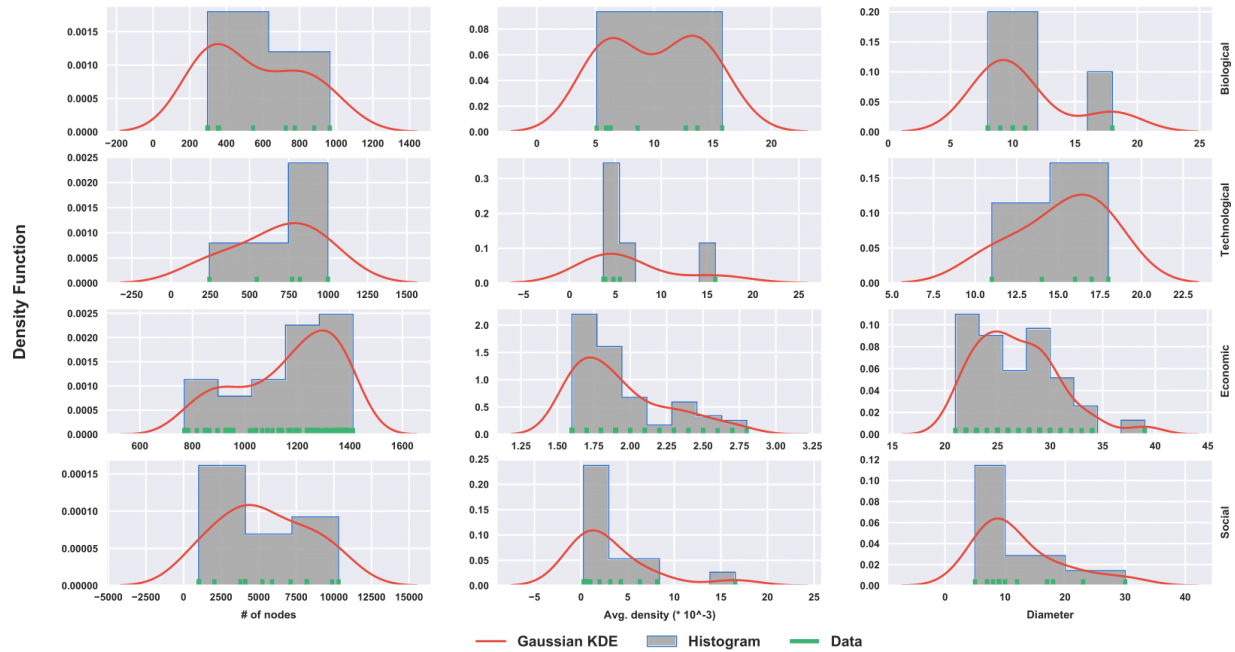 0.0015
0.0010
0.0005
0.0000
−200 0 200 400 600 800 1000 1200 1400
0.08
0.06
0.04
0.02
0.00
0 5 10 15 20
0.20
0.15
0.10
0.05
0.00
0 5 10 15 20 25
Biological
0.0025
0.0020
0.0015
0.0010
0.0005
0.0000
−250 0 250 500 750 1000 1250 1500
0.3
0.2
0.1
0.0
−5 0 5 10 15 20 25
0.15
0.10
0.05
0.00
5.0 7.5 10.0 12.5 15.0 17.5 20.0 22.5
Technological
Density Function
0.0025
0.0020
0.0015
0.0010
0.0005
0.0000
600 800 1000 1200 1400 1600
2.0
1.5
1.0
0.5
0.0
1.25 1.50 1.75 2.00 2.25 2.50 2.75 3.00 3.25
0.10
0.08
0.06
0.04
0.02
0.00
15 20 25 30 35 40 45
Economic
0.00015
0.00010
0.00005
0.00000
−5000 −2500 0 2500 5000 7500 10000 12500 15000
# of nodes
0.25
0.20
0.15
0.10
0.05
0.00
−5 0 5 10 15 20 25
Avg. density (* 10^-3)
0.12
0.10
0.08
0.06
0.04
0.02
0.00
0 10 20 30 40
Diameter
Social
Gaussian KDE Histogram Data